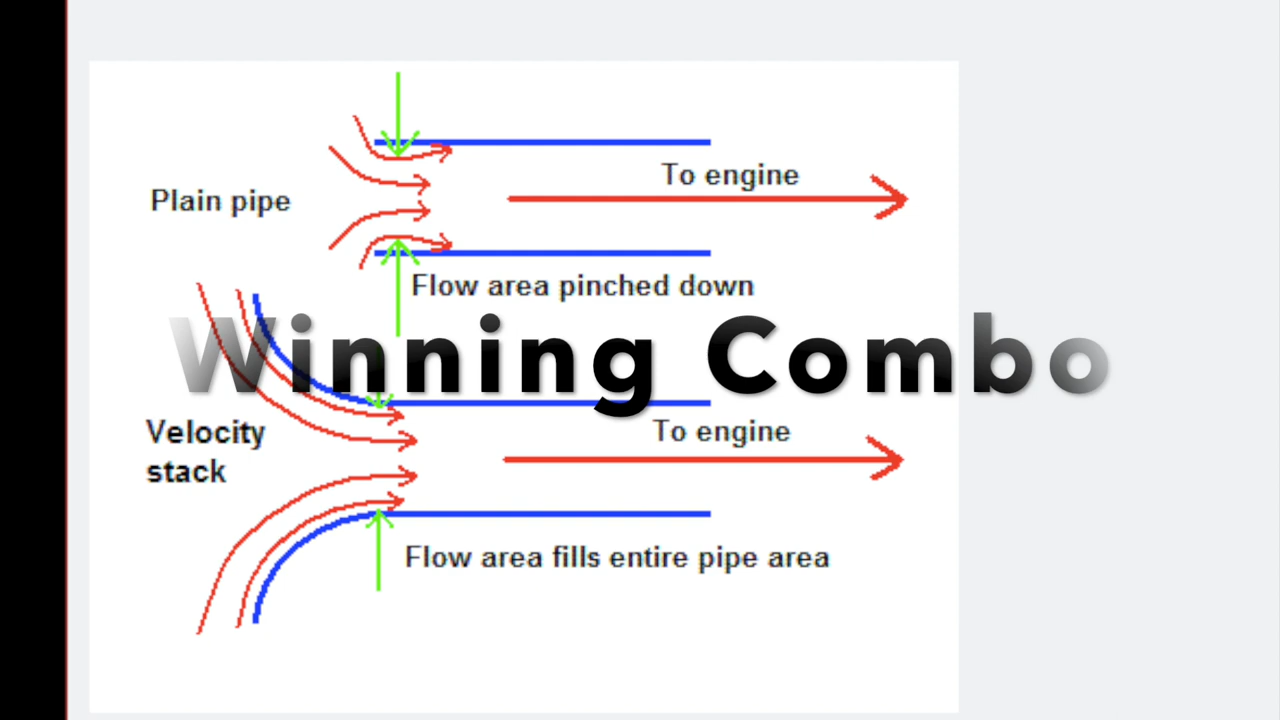 To engine
Plain pipe
Flow area pinched down
Winning Combo
Velocity
stack
To engine
Flow area fills entire pipe area